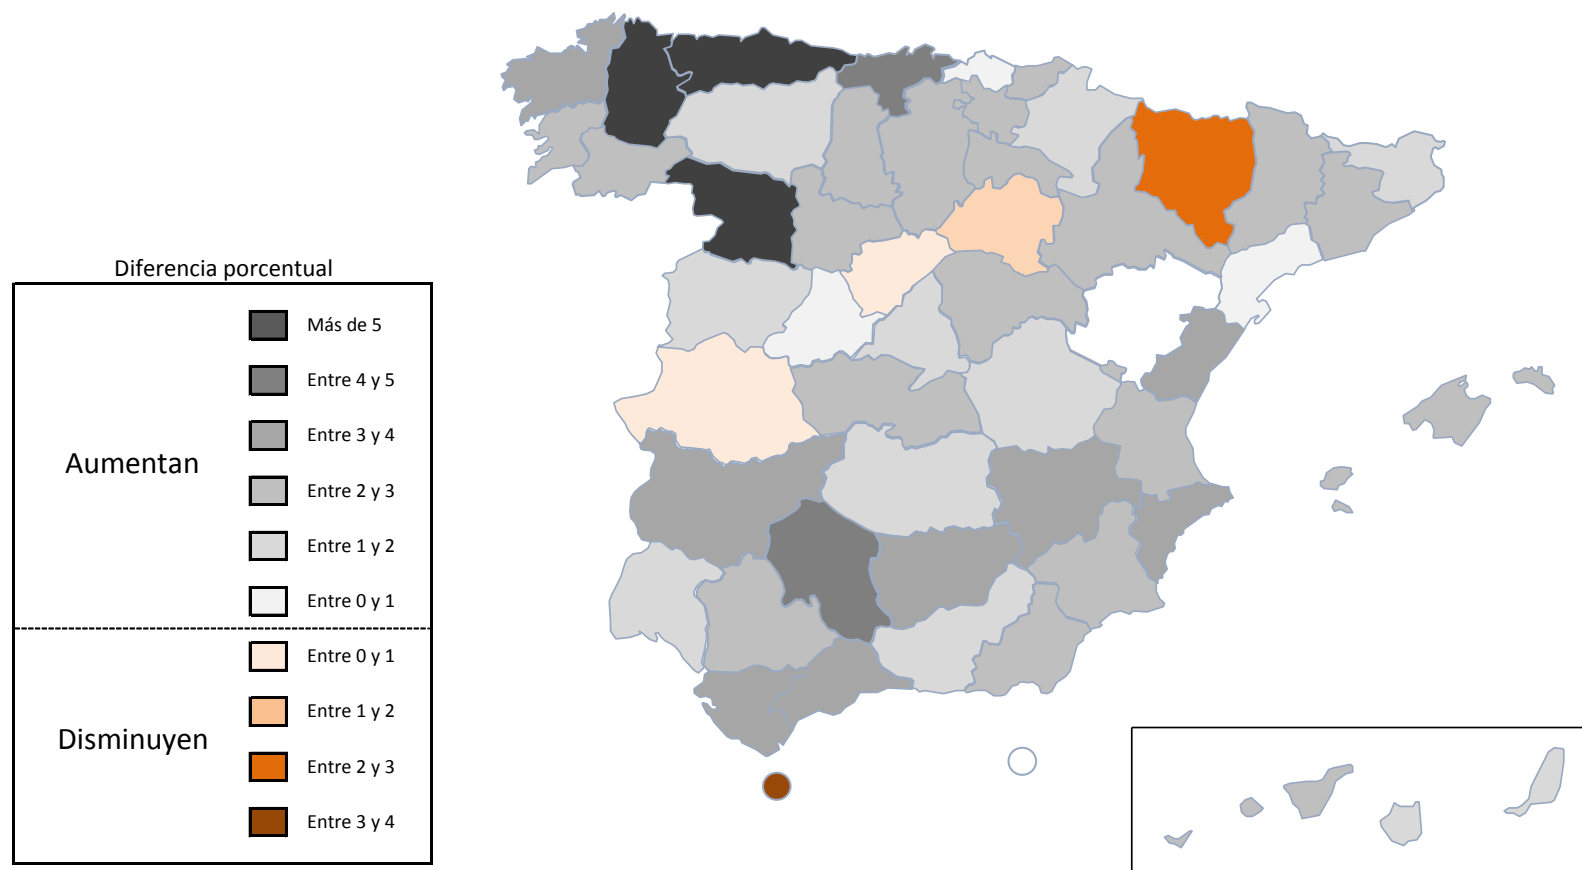 Diferencia porcentual
Más de 5
Entre 4 y 5
Entre 3 y 4
Aumentan
Entre 2 y 3
Entre 1 y 2
Entre 0 y 1
Entre 0 y 1
Entre 1 y 2
Disminuyen
Entre 2 y 3
Entre 3 y 4